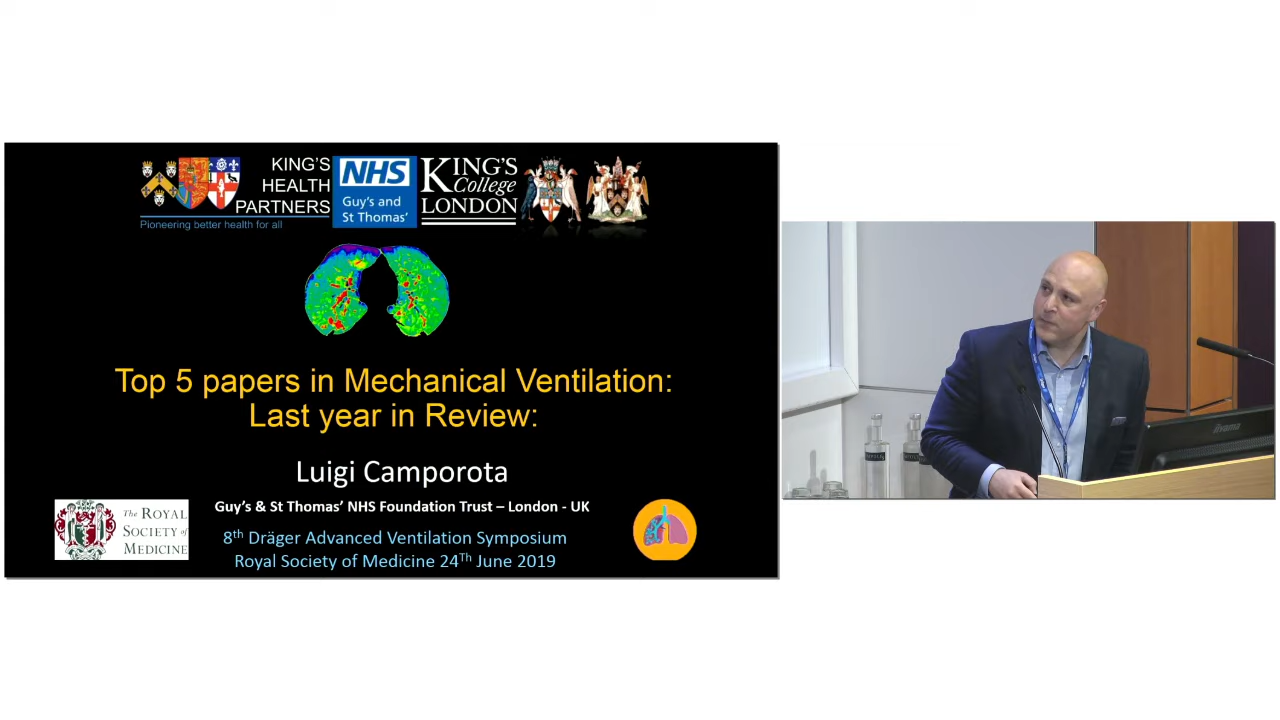 KING'S
HEALTH
PARTNERS
Pioneering better health for all
NHS
Guy's and
St Thomas'
KING'S
College
LONDON
Top 5 papers in Mechanical Ventilation:
Last year in Review:
Luigi Camporota
Guy's & St Thomas' NHS Foundation Trust – London - UK
The ROYAL
SOCIETY of
MEDICINE
8th Dräger Advanced Ventilation Symposium
Royal Society of Medicine 24Th June 2019
iiyama